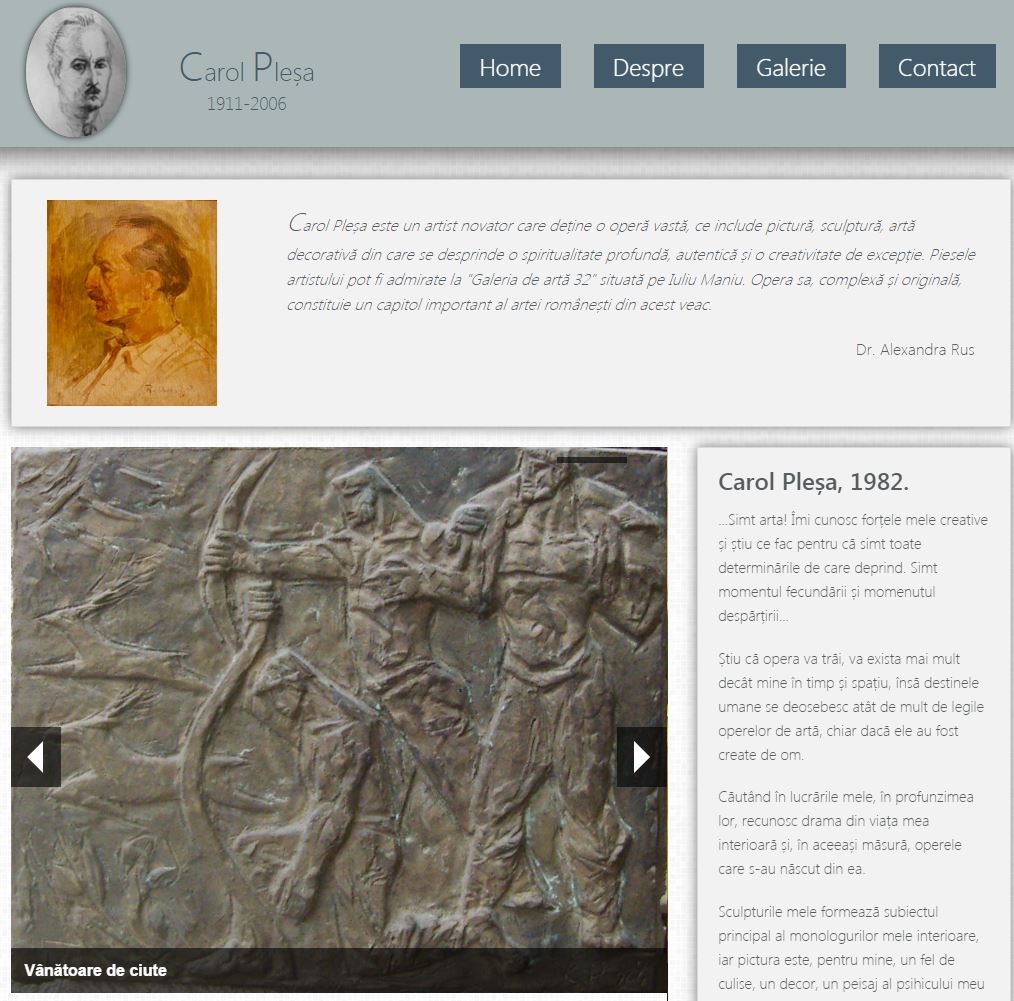 Carol Pleșa
1911-2006
Home
Despre
Galerie
Contact
Carol Pleșa este un artist novator care deține o operă vastă, ce include pictură, sculptură, artă
decorativă din care se desprinde o spiritualitate profundă, autentică și o creativitate de excepție. Piesele
artistului pot fi admirate la "Galeria de artă 32" situată pe Iuliu Maniu. Opera sa, complexă și originală,
constituie un capitol important al artei românești din acest veac.
Dr. Alexandra Rus
Vânătoare de ciute
Carol Pleșa, 1982.
...Simt arta! Îmi cunosc forțele mele creative
și știu ce fac pentru că simt toate
determinările de care deprind. Simt
momentul fecundării și momenutul
despărțirii...
Știu că opera va trăi, va exista mai mult
decât mine în timp și spațiu, însă destinele
umane se deosebesc atât de mult de legile
operelor de artă, chiar dacă ele au fost
create de om.
Căutând în lucrările mele, în profunzimea
lor, recunosc drama din viața mea
interioară și, în aceeași măsură, operele
care s-au născut din ea.
Sculpturile mele formează subiectul
principal al monologurilor mele interioare,
iar pictura este, pentru mine, un fel de
culise, un decor, un peisaj al psihicului meu